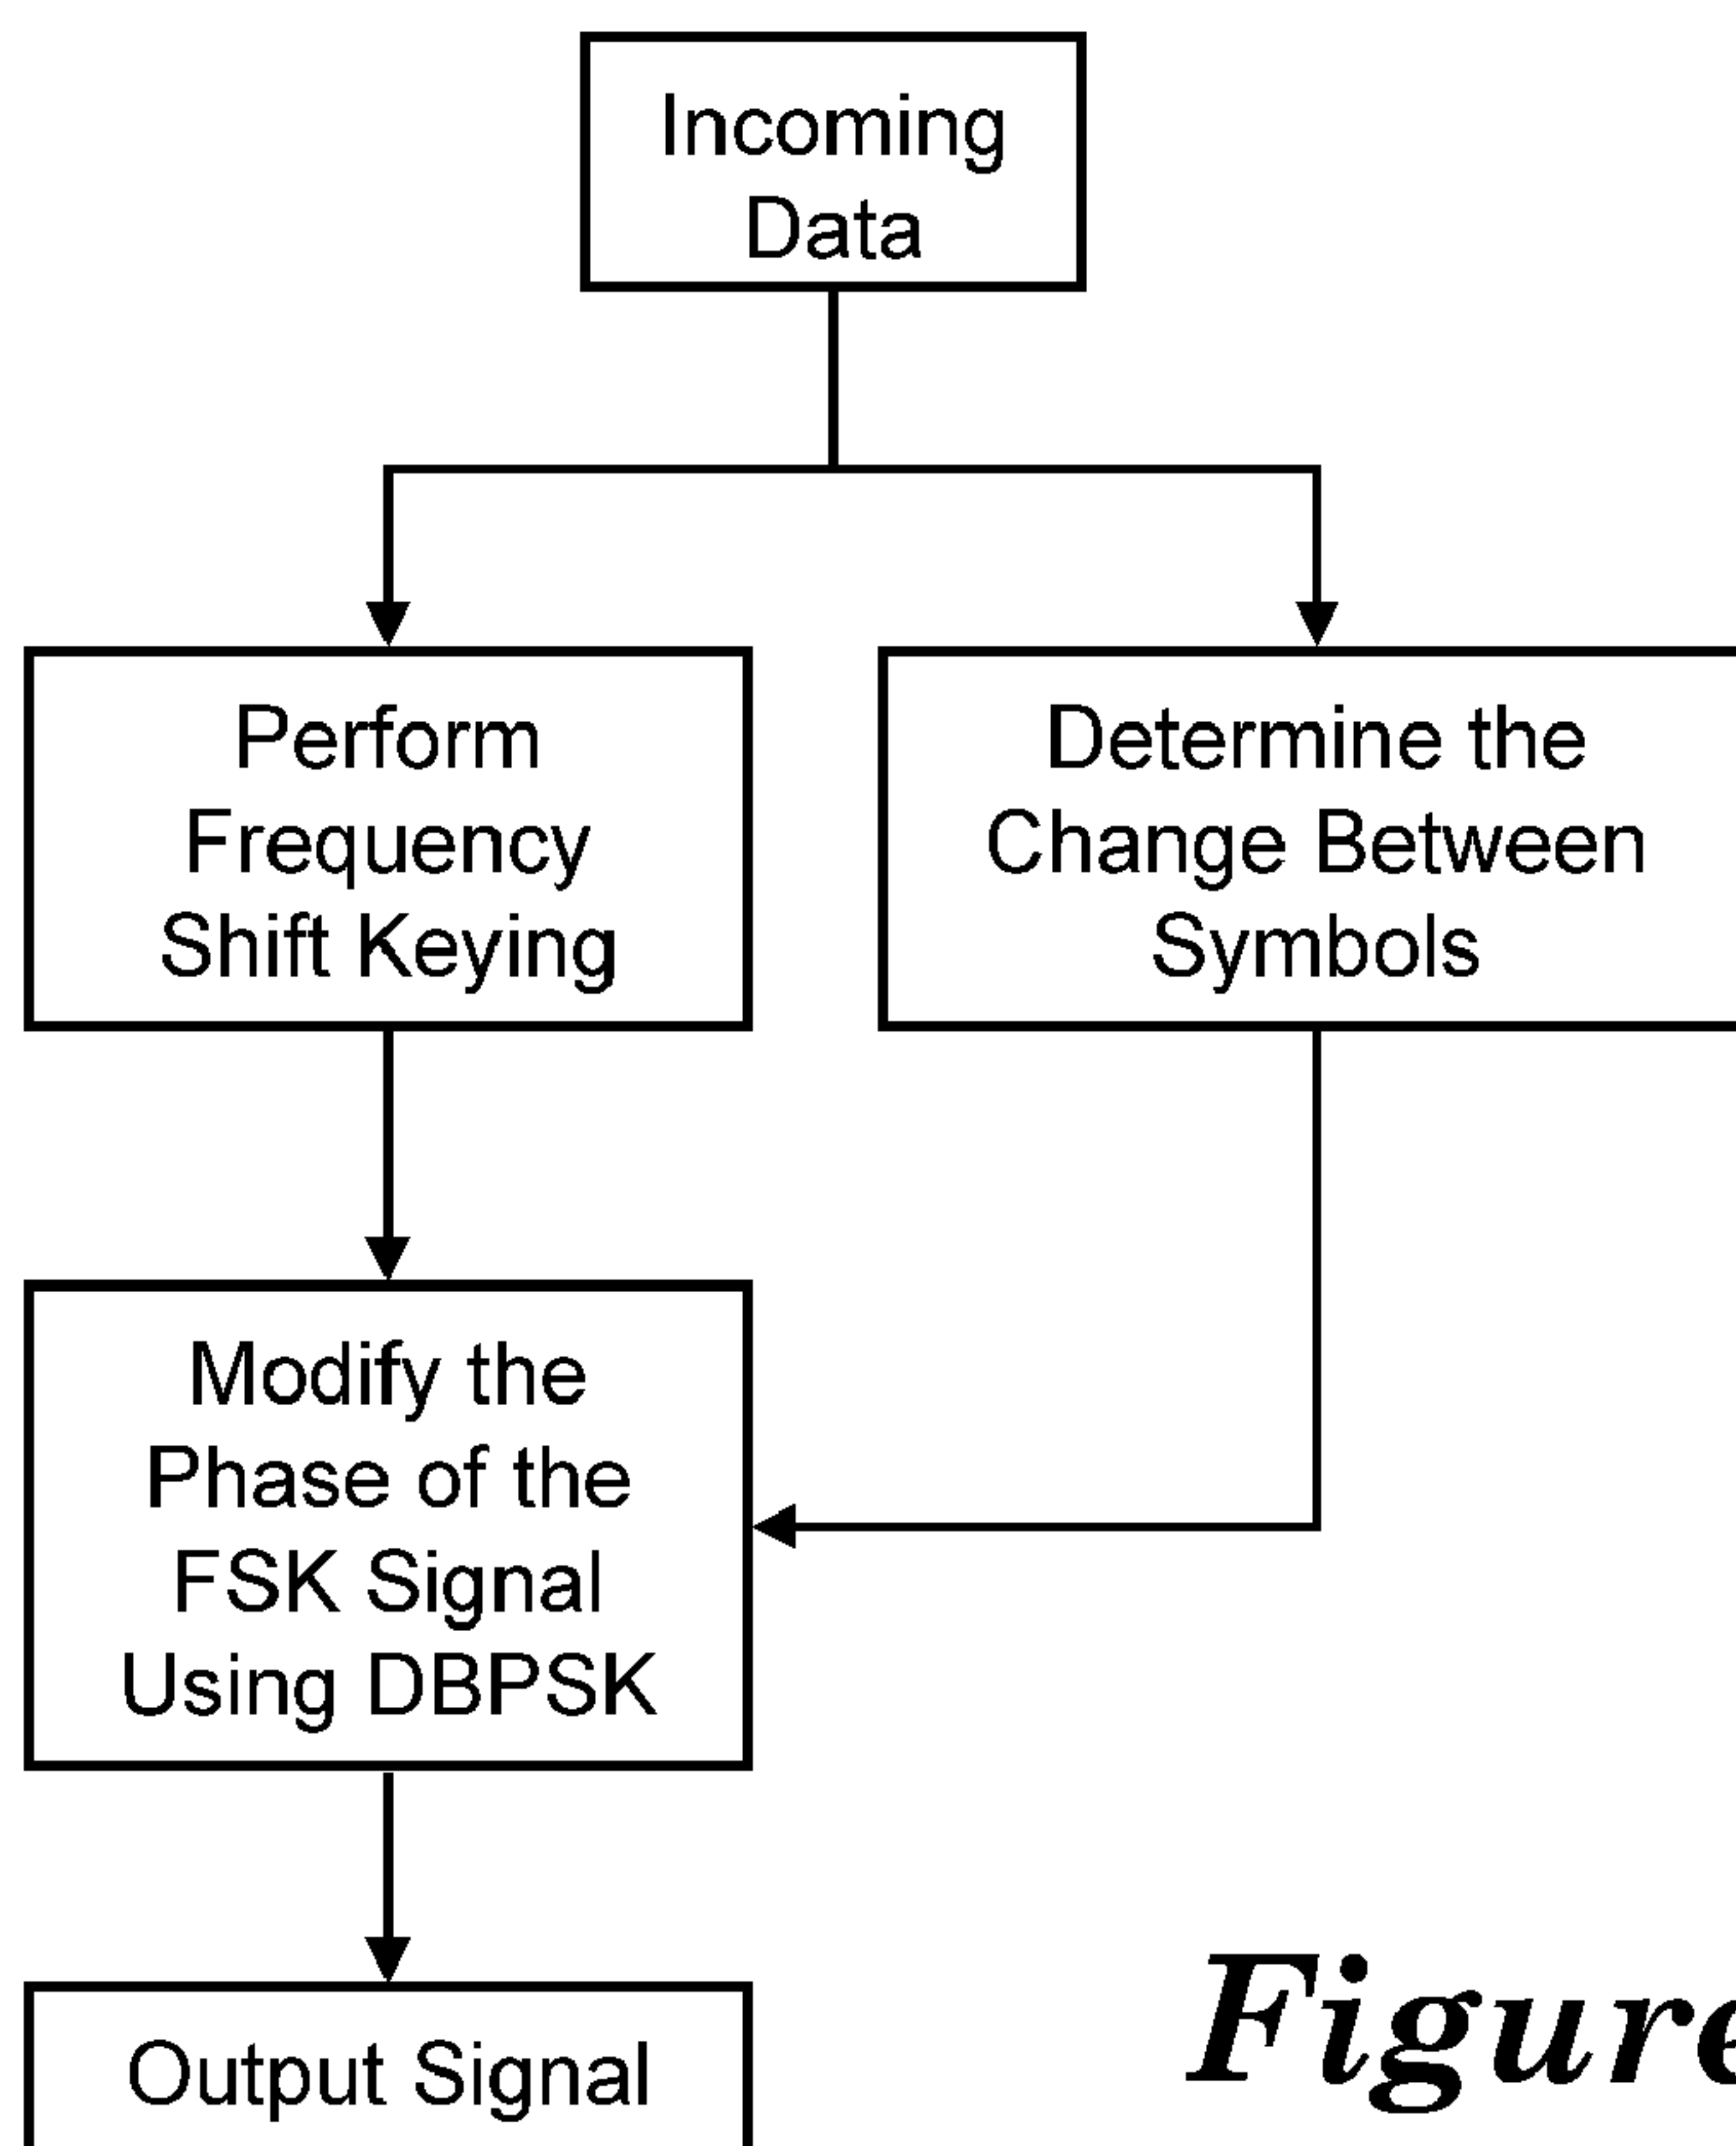 Incoming
Data
Perform
Frequency
Shift Keying
Determine the
Change Between
Symbols
Modify the
Phase of the
FSK Signal
Using DBPSK
Output Signal
Figure